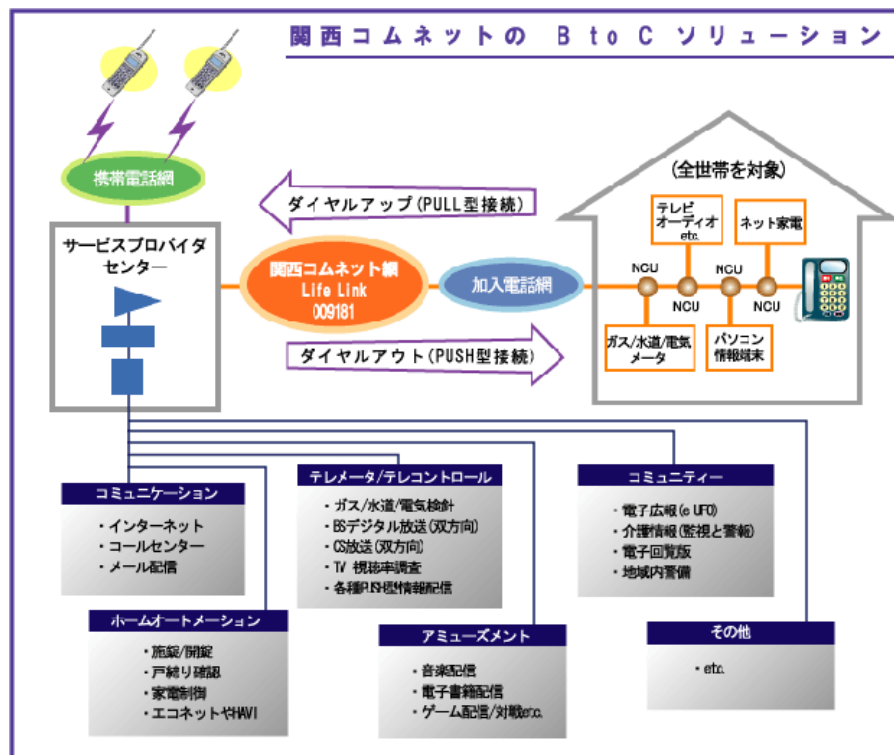 関西コムネットの B to C ソリューション
携帯電話網
ダイヤルアップ(PULL型接続)
(全世帯を対象)
サービスプロバイダ
センター
関西コムネット網
Life Link
009181
加入電話網
テレビ
オーディオ
etc.
ネット家電
NCU
NCU
NCU
NCU
ガス/水道/電気
メータ
パソコン
情報端末
ダイヤルアウト(PUSH型接続)
コミュニケーション
・インターネット
・コールセンター
・メール配信
テレメータ/テレコントロール
・ガス/水道/電気検針
・BSデジタル放送(双方向)
・CS放送(双方向)
・TV 視聴率調査
・各種PUSH型情報配信
コミュニティー
・電子広報(e UFO)
・介護情報(監視と警報)
・電子回覧版
・地域内警備
ホームオートメーション
・施錠/開錠
・戸締り確認
・家電制御
・エコネットやHAVI
アミューズメント
・音楽配信
・電子書籍配信
・ゲーム配信/対戦etc.
その他
・etc.